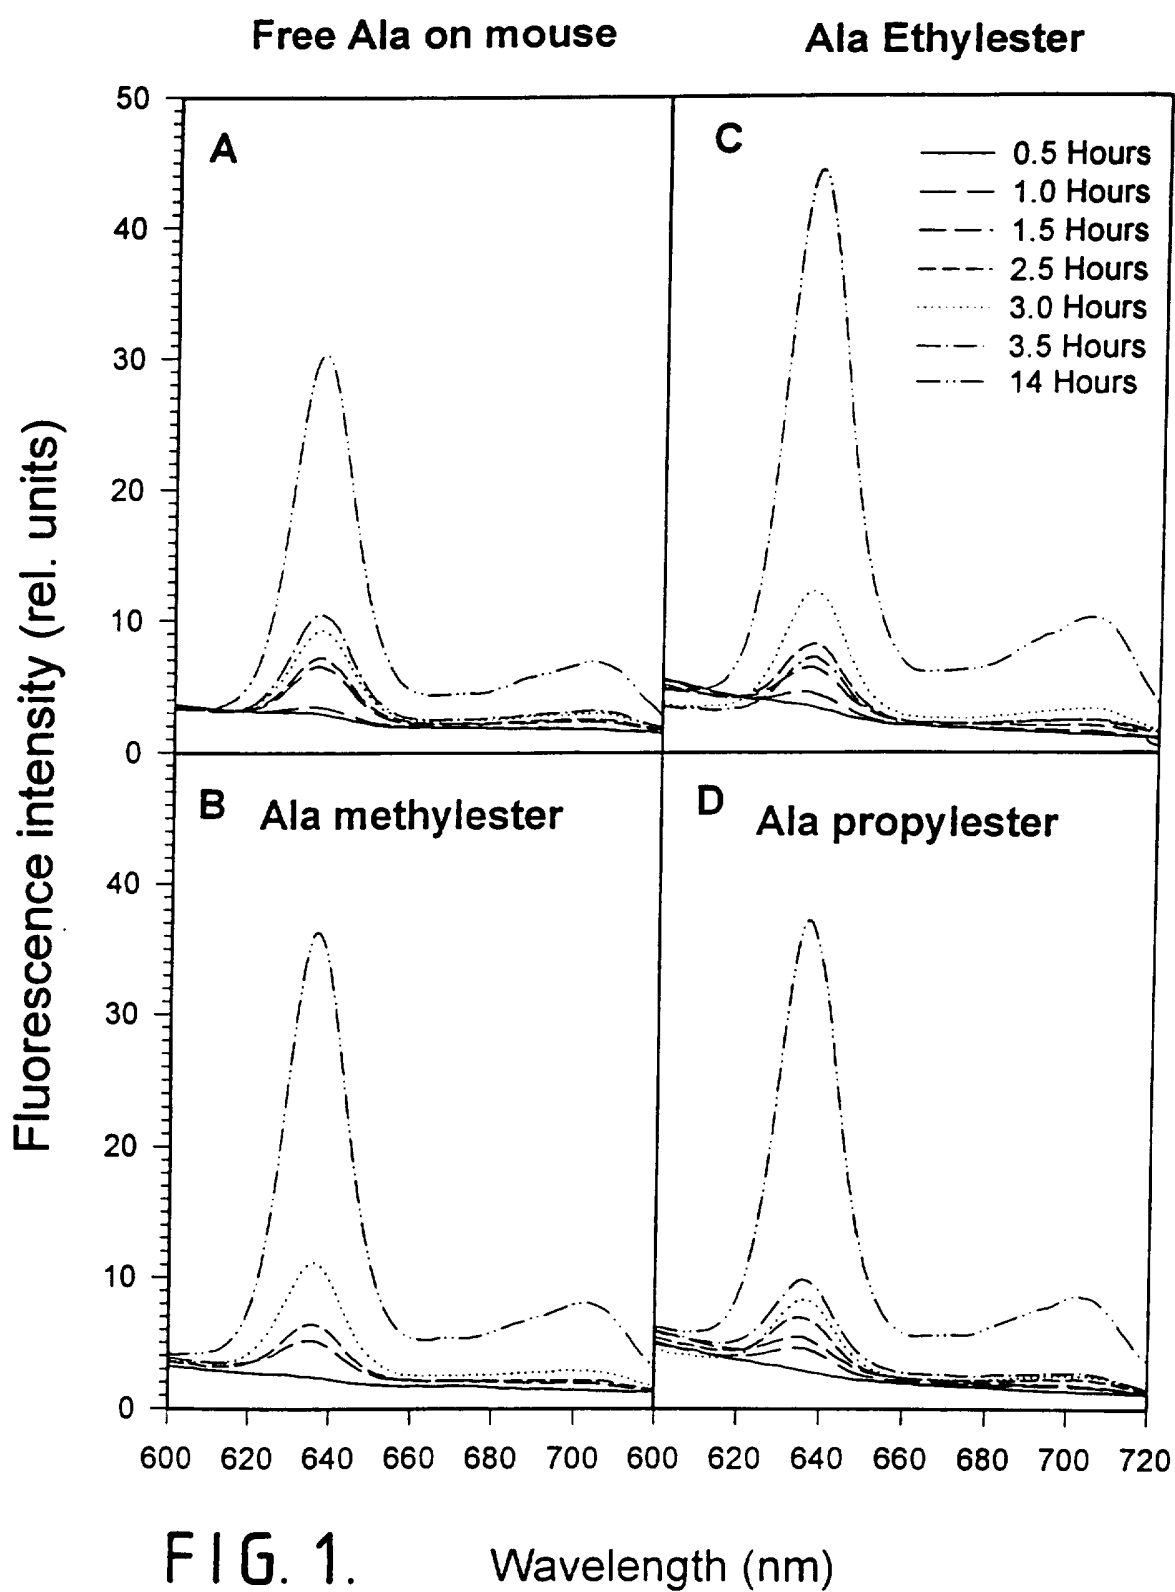 Free Ala on mouse
Ala Ethylester
Fluorescence intensity (rel. units)
50
40
30
20
10
0
A
C
0.5 Hours
1.0 Hours
1.5 Hours
2.5 Hours
3.0 Hours
3.5 Hours
14 Hours
B
Ala methylester
D
Ala propylester
40
30
20
10
0
600 620 640 660 680 700 600 620 640 660 680 700 720
FIG. 1.
Wavelength (nm)